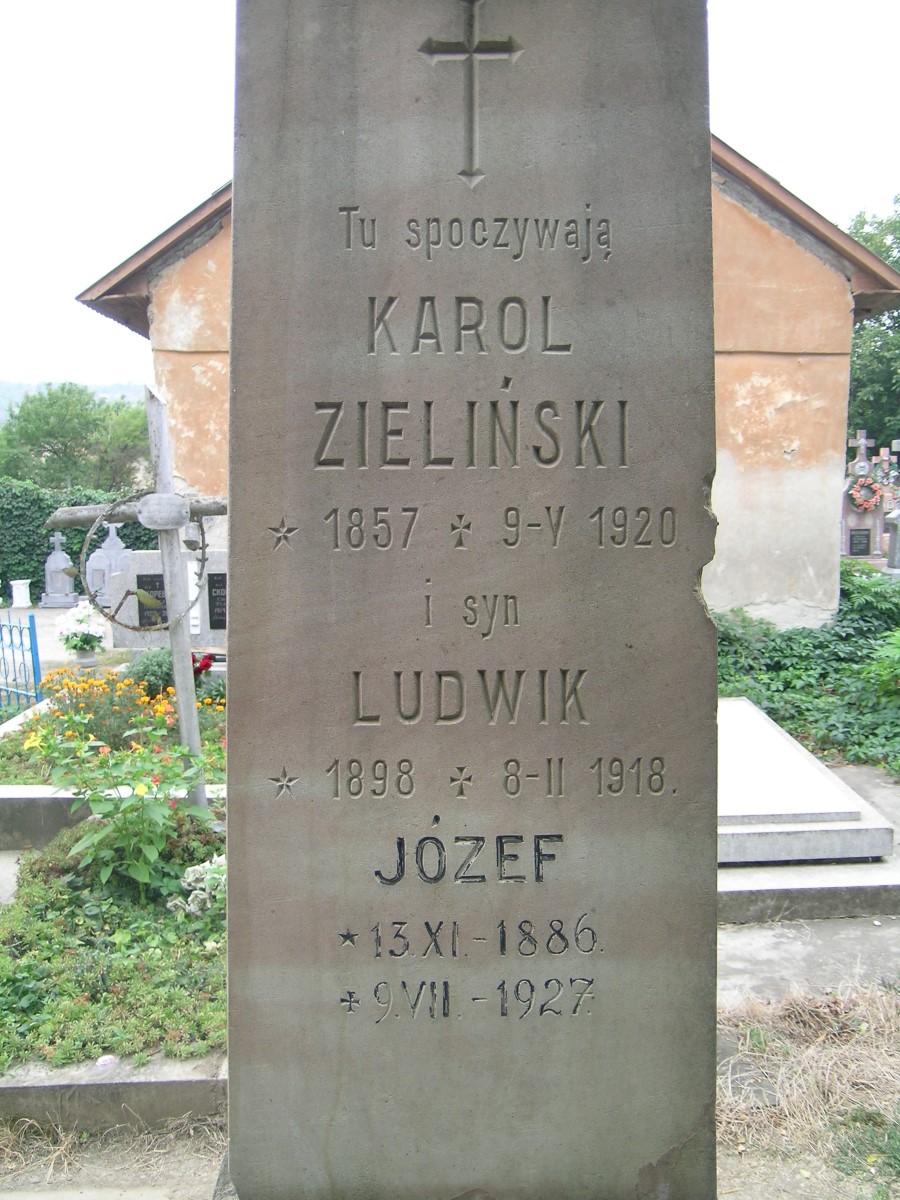 Tu spoczywają
KAROL
ZIELIŃSKI
* 1857 ✠ 9-V 1920
i syn
LUDWIK
* 1898 ✠ 8-II 1918.
JÓZEF
* 13.XI.-1886.
✠ 9.VII.-1927.